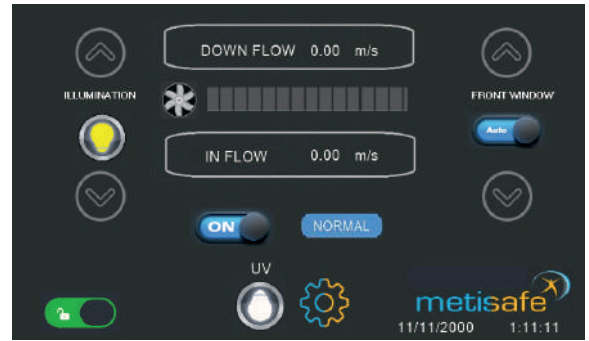 DOWN FLOW 0.00 m/s
ILLUMINATION
FRONT WINDOW
Auto
IN FLOW 0.00 m/s
ON
NORMAL
UV
metisafe
11/11/2000 1:11:11